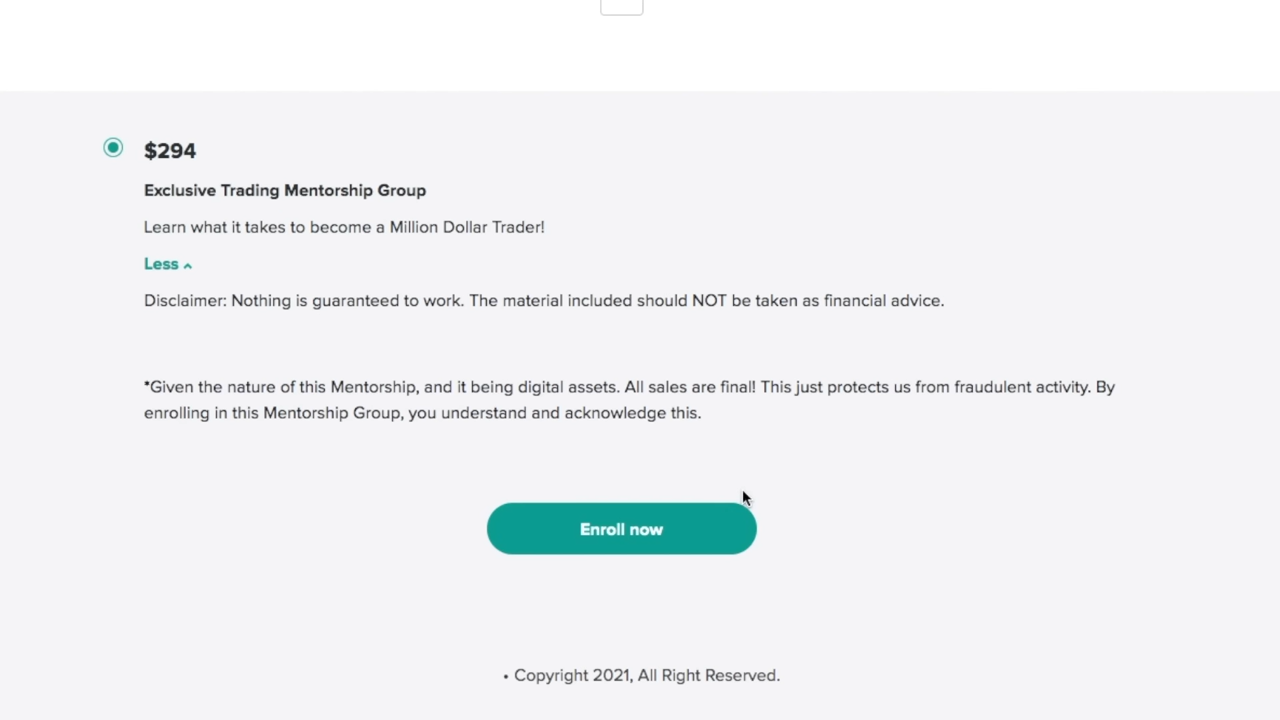 $294
Exclusive Trading Mentorship Group
Learn what it takes to become a Million Dollar Trader!
Less
Disclaimer: Nothing is guaranteed to work. The material included should NOT be taken as financial advice.
*Given the nature of this Mentorship, and it being digital assets. All sales are final! This just protects us from fraudulent activity. By
enrolling in this Mentorship Group, you understand and acknowledge this.
Enroll now
• Copyright 2021, All Right Reserved.